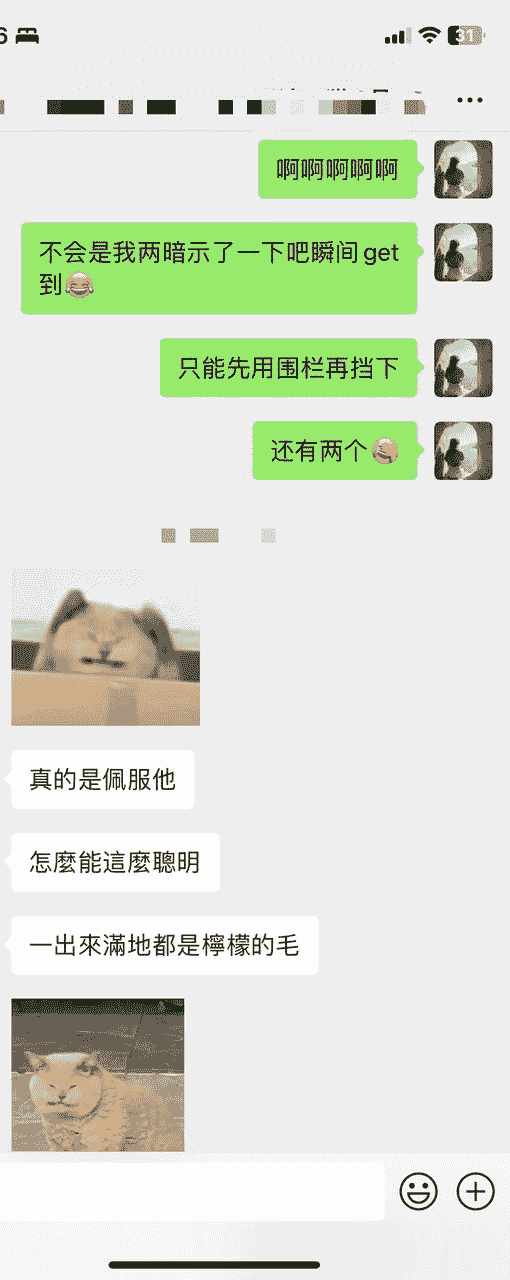 6
31
啊啊啊啊啊
不会是我两暗示了一下吧瞬间get
到😂
只能先用围栏再挡下
还有两个
真的是佩服他
怎麼能這麼聰明
一出來滿地都是檸檬的毛